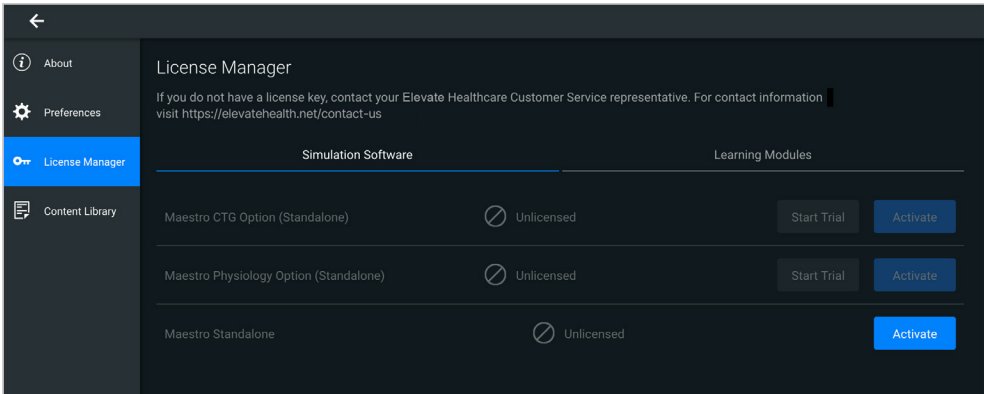 About
Preferences
License Manager
Content Library
License Manager
If you do not have a license key, contact your Elevate Healthcare Customer Service representative. For contact information
visit https://elevatehealth.net/contact-us
Simulation Software Learning Modules
Maestro CTG Option (Standalone) Unlicensed Start Trial Activate
Maestro Physiology Option (Standalone) Unlicensed Start Trial Activate
Maestro Standalone Unlicensed Activate